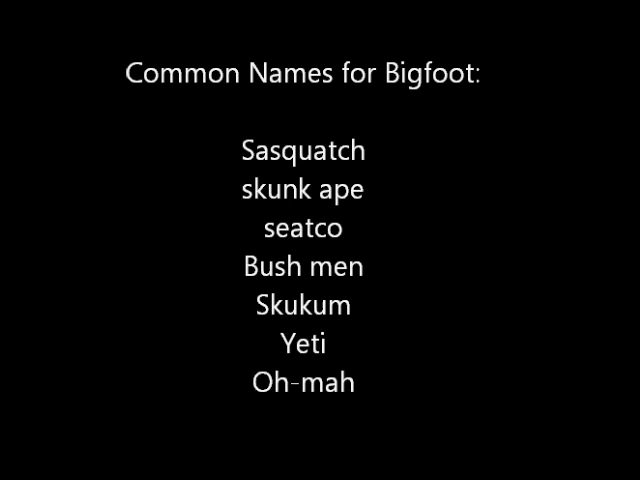 Common Names for Bigfoot:
Sasquatch
skunk ape
seatco
Bush men
Skukum
Yeti
Oh-mah